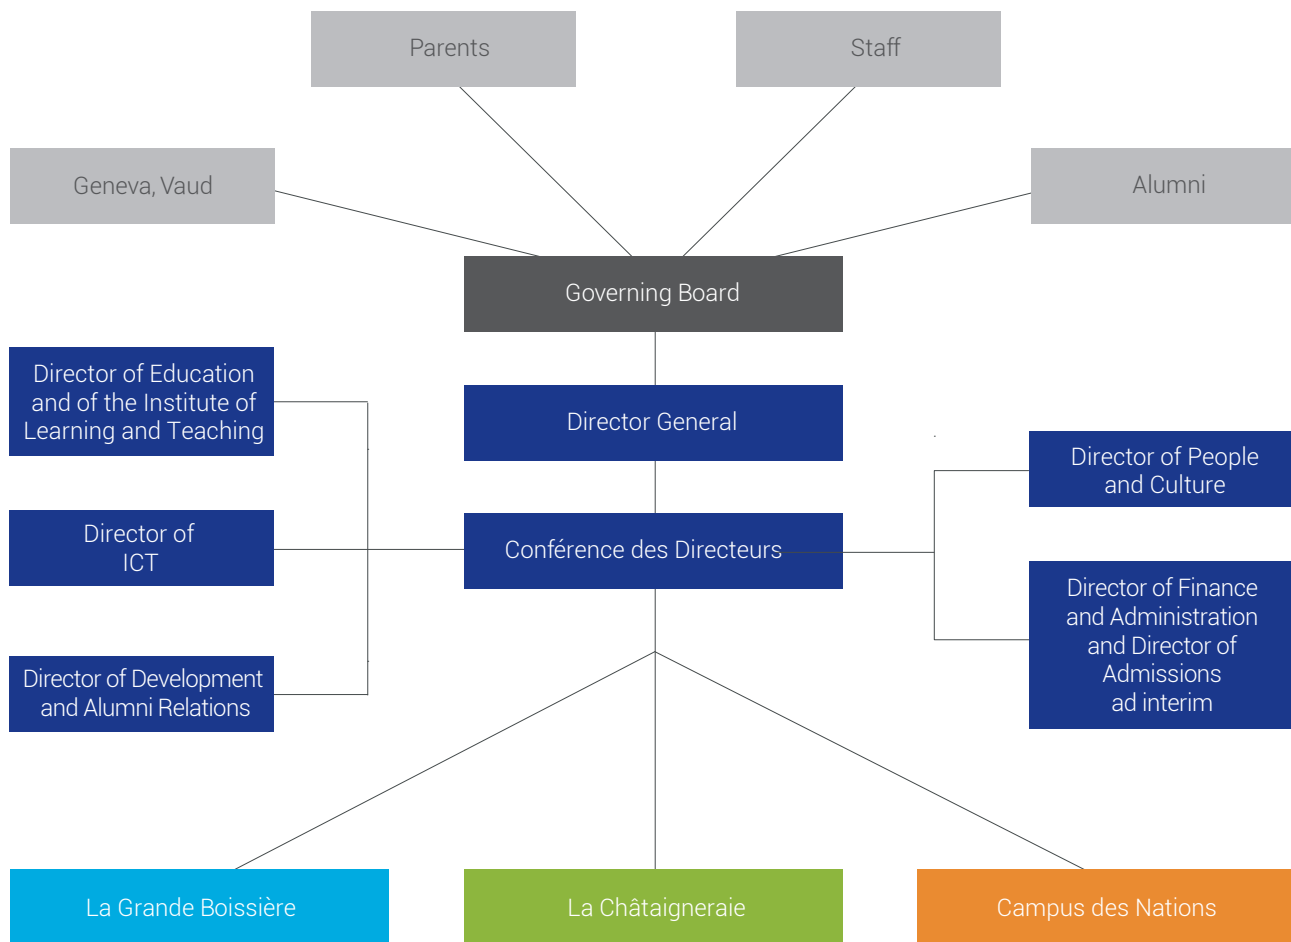 Parents
Staff
Geneva, Vaud
Alumni
Governing Board
Director of Education
and of the Institute of
Learning and Teaching
Director General
Director of People
and Culture
Director of
ICT
Conférence des Directeurs
Director of Finance
and Administration
and Director of
Admissions
ad interim
Director of Development
and Alumni Relations
La Grande Boissière
La Châtaigneraie
Campus des Nations